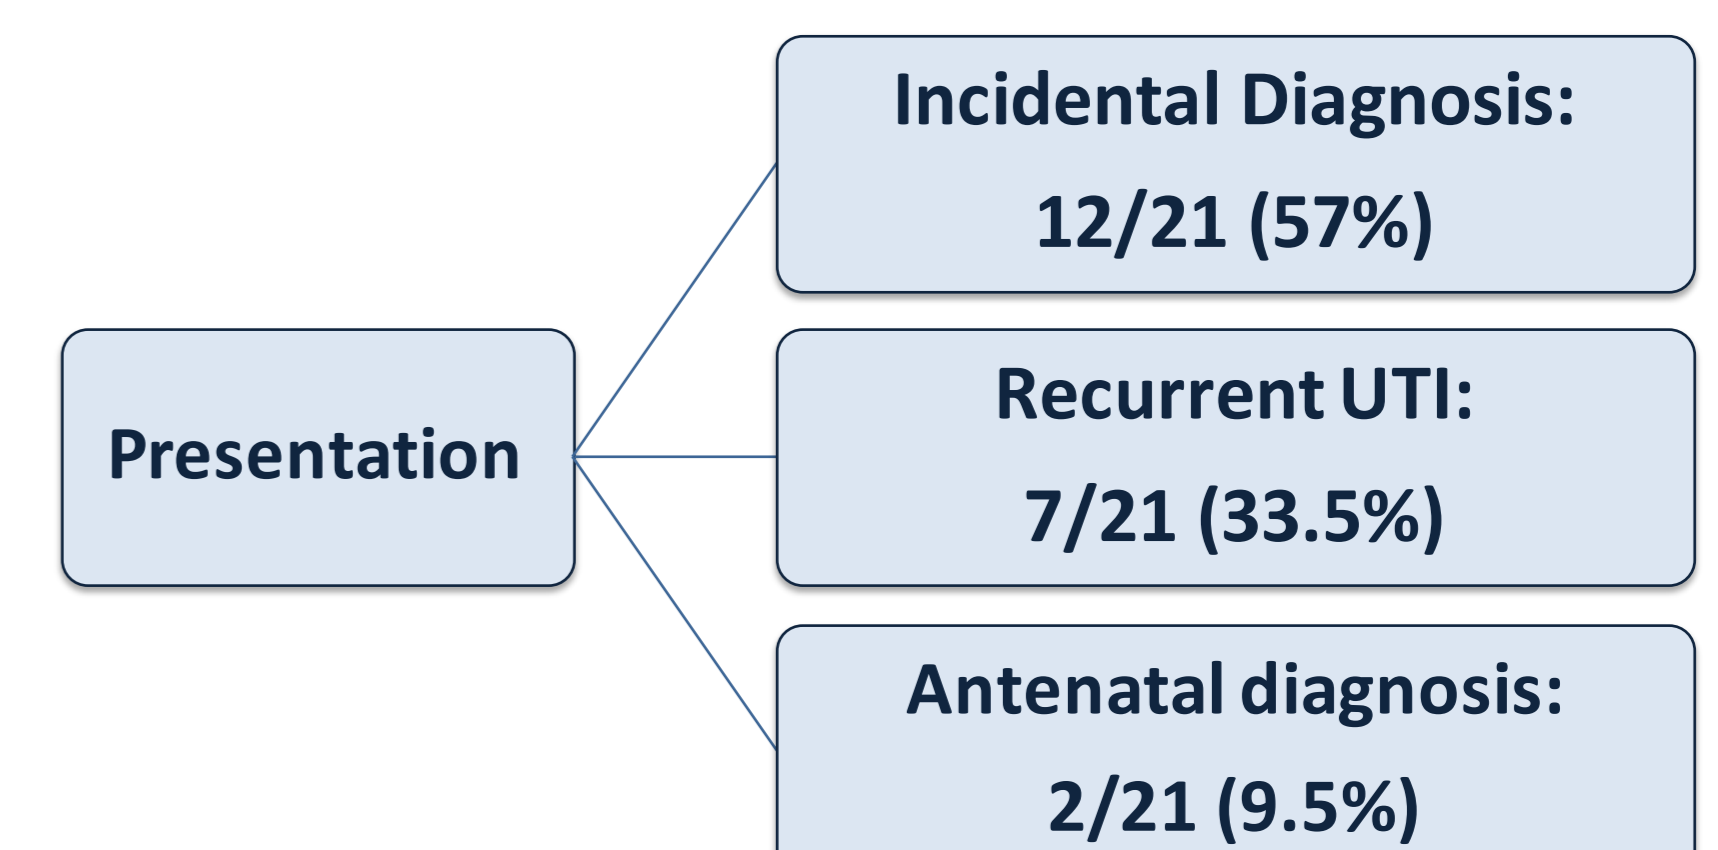 Presentation
Incidental Diagnosis:
12/21 (57%)
Recurrent UTI:
7/21 (33.5%)
Antenatal diagnosis:
2/21 (9.5%)